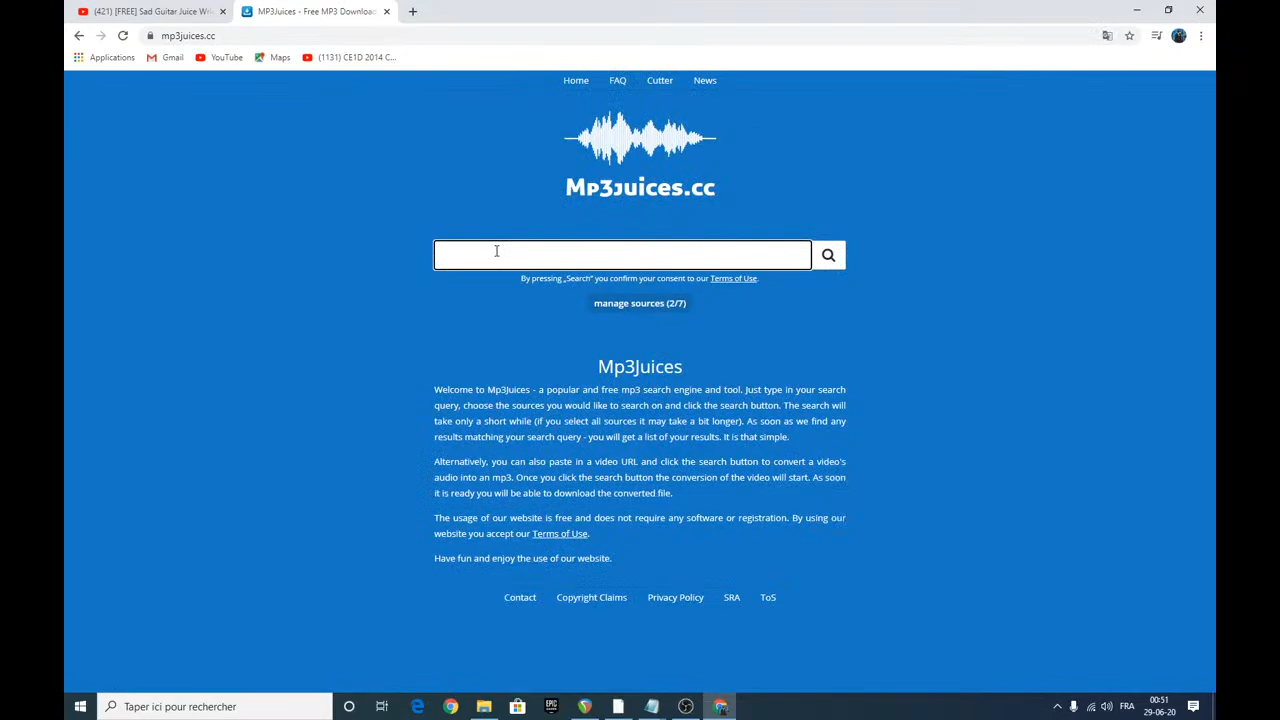 (421) [FREE] Sad Guitar Juice Wrl
MP3Juices - Free MP3 Download
mp3juices.cc
Applications
Gmail
YouTube
Maps
(1131) CE1D 2014 C...
Home
FAQ
Cutter
News
Mp3juices.cc
By pressing „Search" you confirm your consent to our Terms of Use.
manage sources (2/7)
Mp3Juices
Welcome to Mp3Juices - a popular and free mp3 search engine and tool. Just type in your search
query, choose the sources you would like to search on and click the search button. The search will
take only a short while (if you select all sources it may take a bit longer). As soon as we find any
results matching your search query - you will get a list of your results. It is that simple.
Alternatively, you can also paste in a video URL and click the search button to convert a video's
audio into an mp3. Once you click the search button the conversion of the video will start. As soon
it is ready you will be able to download the converted file.
The usage of our website is free and does not require any software or registration. By using our
website you accept our Terms of Use.
Have fun and enjoy the use of our website.
Contact
Copyright Claims
Privacy Policy
SRA
ToS
Taper ici pour rechercher
EPIC
FRA
00:51
29-06-20